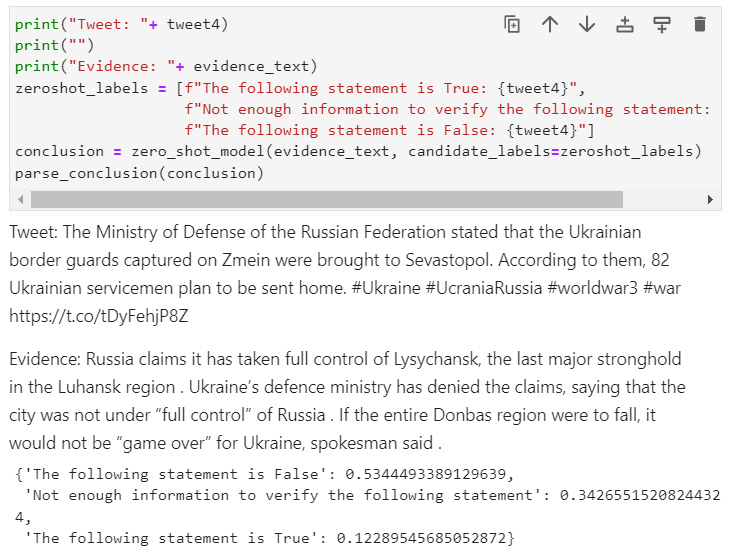 print("Tweet: "+ tweet4)
print("")
print("Evidence: "+ evidence_text)
zeroshot_labels = [f"The following statement is True: {tweet4}",
f"Not enough information to verify the following statement:
f"The following statement is False: {tweet4}"]
conclusion = zero_shot_model(evidence_text, candidate_labels=zeroshot_labels)
parse_conclusion(conclusion)
Tweet: The Ministry of Defense of the Russian Federation stated that the Ukrainian
border guards captured on Zmein were brought to Sevastopol. According to them, 82
Ukrainian servicemen plan to be sent home. #Ukraine #UcraniaRussia #worldwar3 #war
https://t.co/tDyFehjP8Z
Evidence: Russia claims it has taken full control of Lysychansk, the last major stronghold
in the Luhansk region . Ukraine’s defence ministry has denied the claims, saying that the
city was not under “full control” of Russia . If the entire Donbas region were to fall, it
would not be “game over” for Ukraine, spokesman said .
{'The following statement is False': 0.5344493389129639,
'Not enough information to verify the following statement': 0.3426551520824432
4,
'The following statement is True': 0.12289545685052872}